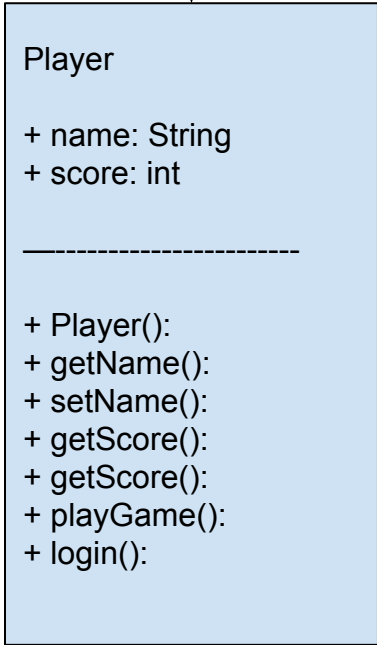 Player
+ name: String
+ score: int
—-----------------------
+ Player():
+ getName():
+ setName():
+ getScore():
+ getScore():
+ playGame():
+ login():